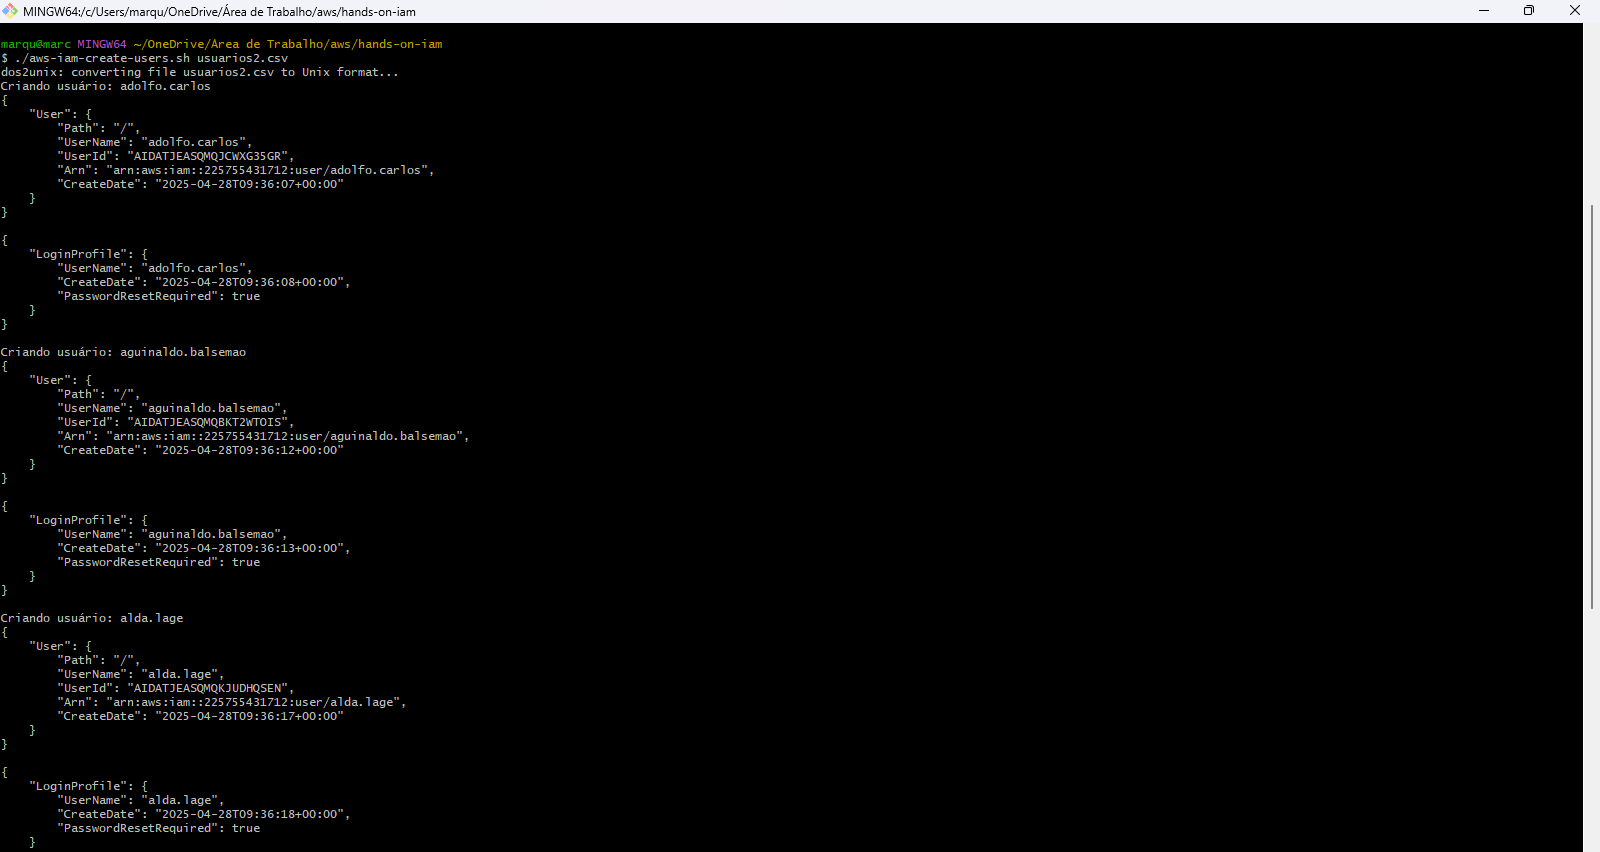 MINGW64:/c/Users/marqu/OneDrive/Área de Trabalho/aws/hands-on-iam
marqu@marc MINGW64 ~/OneDrive/Área de Trabalho/aws/hands-on-iam
$ ./aws-iam-create-users.sh usuarios2.csv
dos2unix: converting file usuarios2.csv to Unix format...
Criando usuário: adolfo.carlos
{
    "User": {
        "Path": "/",
        "UserName": "adolfo.carlos",
        "UserId": "AIDATJEASQMQJCWXG35GR",
        "Arn": "arn:aws:iam::225755431712:user/adolfo.carlos",
        "CreateDate": "2025-04-28T09:36:07+00:00"
    }
}
{
    "LoginProfile": {
        "UserName": "adolfo.carlos",
        "CreateDate": "2025-04-28T09:36:08+00:00",
        "PasswordResetRequired": true
    }
}
Criando usuário: aguinaldo.balsemao
{
    "User": {
        "Path": "/",
        "UserName": "aguinaldo.balsemao",
        "UserId": "AIDATJEASQMQBKT2WTOIS",
        "Arn": "arn:aws:iam::225755431712:user/aguinaldo.balsemao",
        "CreateDate": "2025-04-28T09:36:12+00:00"
    }
}
{
    "LoginProfile": {
        "UserName": "aguinaldo.balsemao",
        "CreateDate": "2025-04-28T09:36:13+00:00",
        "PasswordResetRequired": true
    }
}
Criando usuário: alda.lage
{
    "User": {
        "Path": "/",
        "UserName": "alda.lage",
        "UserId": "AIDATJEASQMQKJUDHQSEN",
        "Arn": "arn:aws:iam::225755431712:user/alda.lage",
        "CreateDate": "2025-04-28T09:36:17+00:00"
    }
}
{
    "LoginProfile": {
        "UserName": "alda.lage",
        "CreateDate": "2025-04-28T09:36:18+00:00",
        "PasswordResetRequired": true
    }